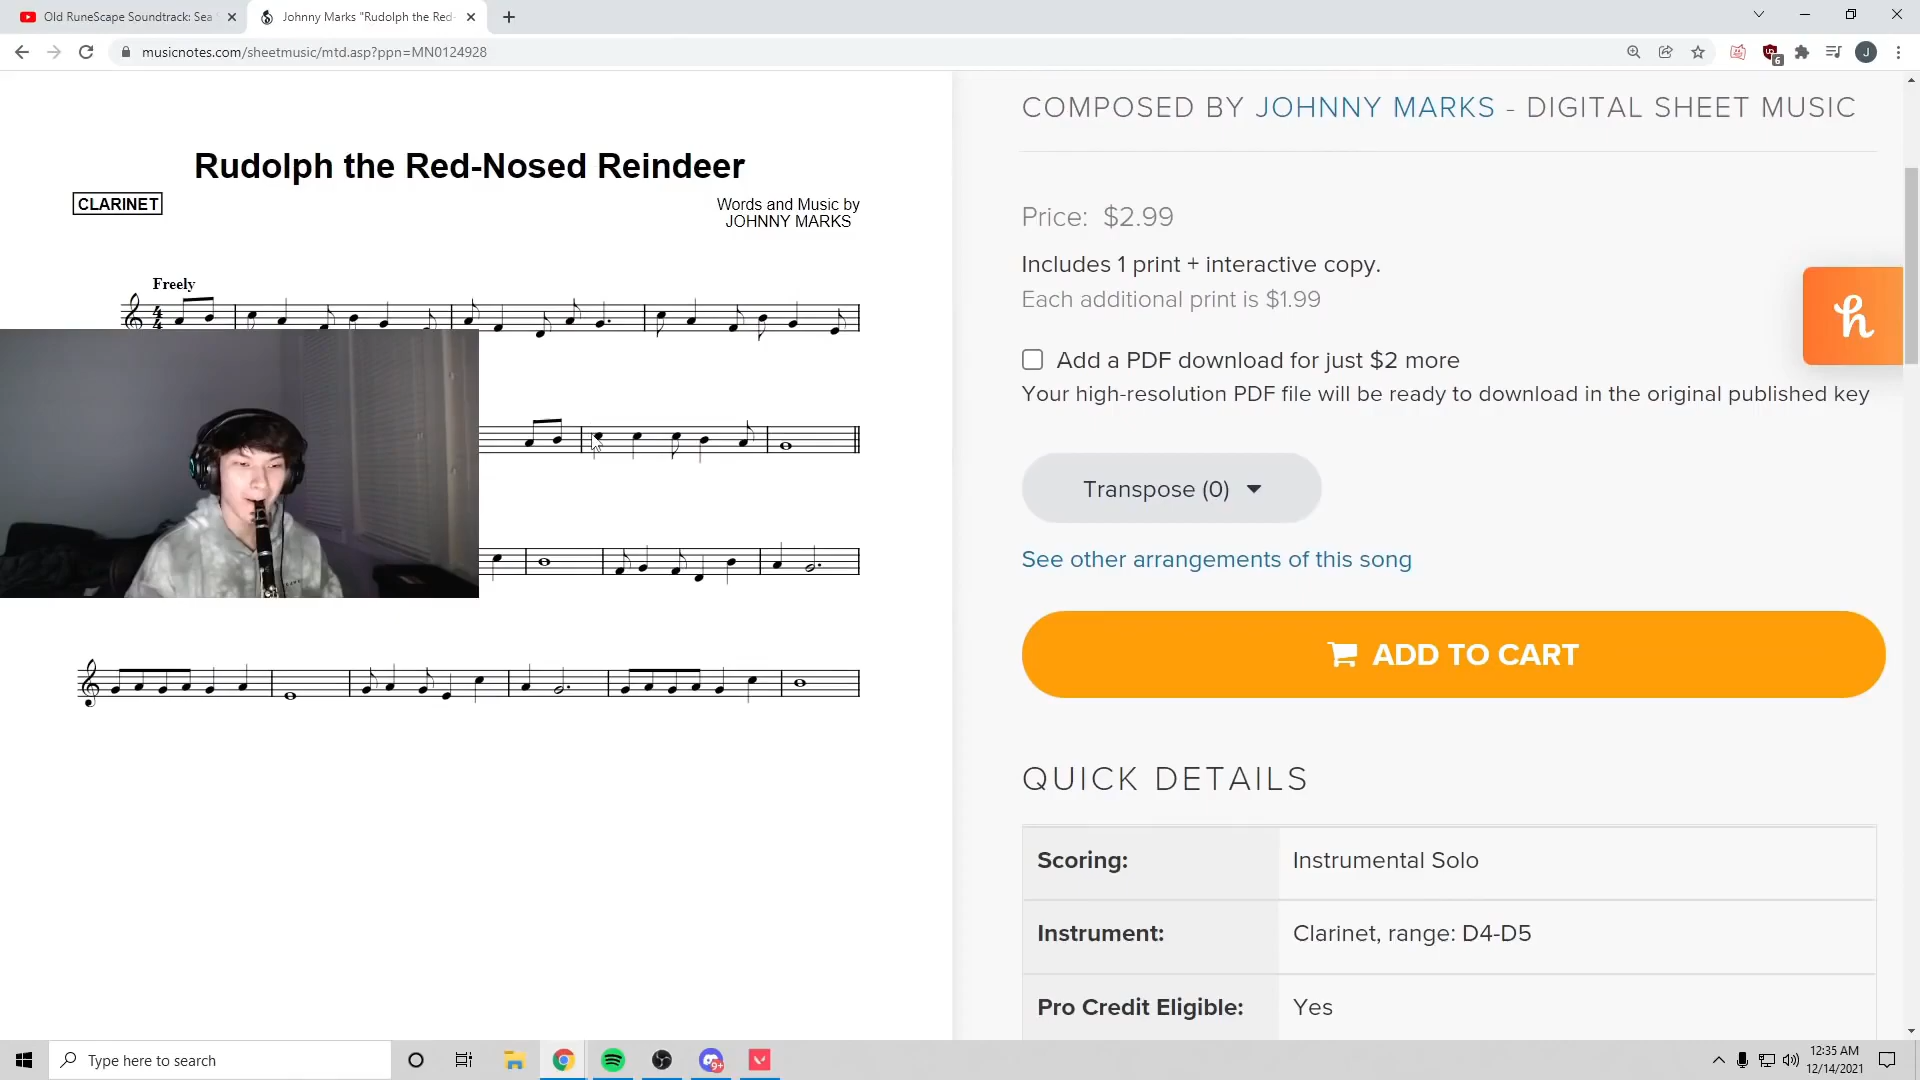 Old RuneScape Soundtrack: Sea
Johnny Marks "Rudolph the Red-
musicnotes.com/sheetmusic/mtd.asp?ppn=MN0124928
6
J
COMPOSED BY JOHNNY MARKS - DIGITAL SHEET MUSIC
Rudolph the Red-Nosed Reindeer
CLARINET
Words and Music by
JOHNNY MARKS
Freely
4
4
Price: $2.99
Includes 1 print + interactive copy.
Each additional print is $1.99
h
Add a PDF download for just $2 more
Your high-resolution PDF file will be ready to download in the original published key
Transpose (0)
See other arrangements of this song
ADD TO CART
QUICK DETAILS
Scoring: Instrumental Solo
Instrument: Clarinet, range: D4-D5
Pro Credit Eligible: Yes
Type here to search
9+
12:35 AM
12/14/2021